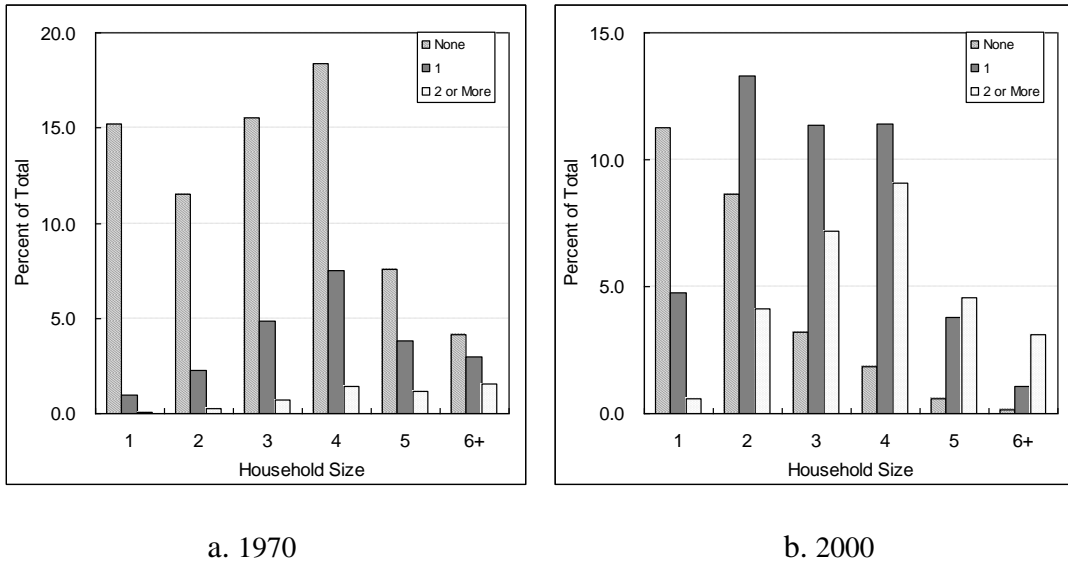 20.0
15.0
10.0
5.0
0.0
Percent of Total
None
1
2 or More
1 2 3 4 5 6+
Household Size
a. 1970
15.0
10.0
5.0
0.0
Percent of Total
None
1
2 or More
1 2 3 4 5 6+
Household Size
b. 2000